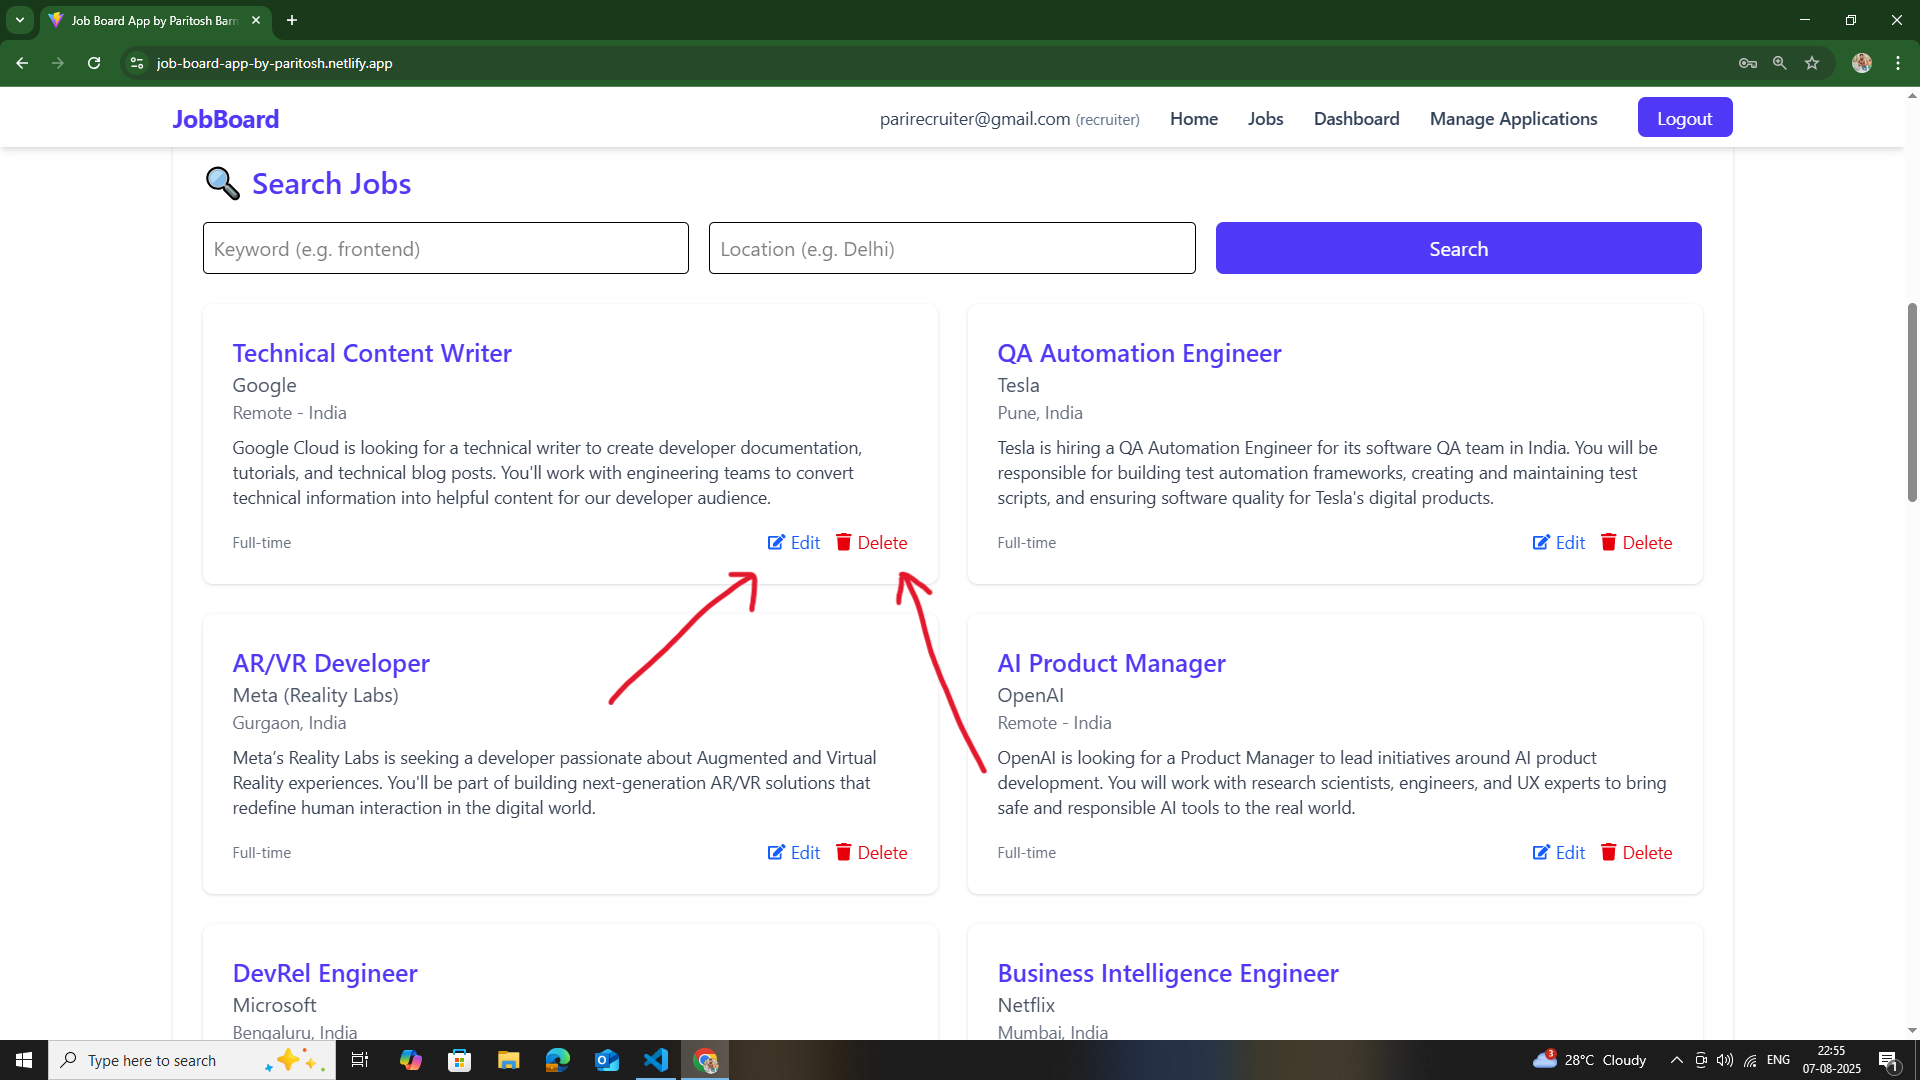 Job Board App by Paritosh Barn
job-board-app-by-paritosh.netlify.app
JobBoard
parirecruiter@gmail.com (recruiter)
Home
Jobs
Dashboard
Manage Applications
Logout
Search Jobs
Keyword (e.g. frontend)
Location (e.g. Delhi)
Search
Technical Content Writer
Google
Remote - India
Google Cloud is looking for a technical writer to create developer documentation,
tutorials, and technical blog posts. You'll work with engineering teams to convert
technical information into helpful content for our developer audience.
Full-time
Edit
Delete
QA Automation Engineer
Tesla
Pune, India
Tesla is hiring a QA Automation Engineer for its software QA team in India. You will be
responsible for building test automation frameworks, creating and maintaining test
scripts, and ensuring software quality for Tesla's digital products.
Full-time
Edit
Delete
AR/VR Developer
Meta (Reality Labs)
Gurgaon, India
Meta’s Reality Labs is seeking a developer passionate about Augmented and Virtual
Reality experiences. You'll be part of building next-generation AR/VR solutions that
redefine human interaction in the digital world.
Full-time
Edit
Delete
AI Product Manager
OpenAI
Remote - India
OpenAI is looking for a Product Manager to lead initiatives around AI product
development. You will work with research scientists, engineers, and UX experts to bring
safe and responsible AI tools to the real world.
Full-time
Edit
Delete
DevRel Engineer
Microsoft
Bengaluru, India
Business Intelligence Engineer
Netflix
Mumbai, India
Type here to search
3
28°C Cloudy
ENG
22:55
07-08-2025
1